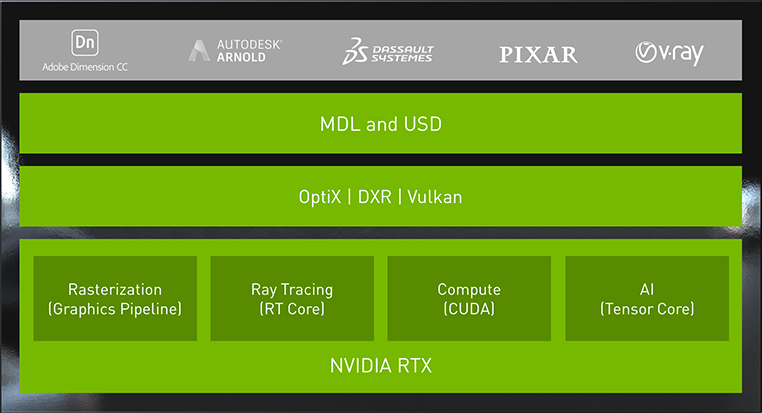 Dn
Adobe Dimension CC
AUTODESK®
ARNOLD
DASSAULT
SYSTEMES
PIXAR
v·ray
MDL and USD
OptiX | DXR | Vulkan
Rasterization
(Graphics Pipeline)
Ray Tracing
(RT Core)
Compute
(CUDA)
AI
(Tensor Core)
NVIDIA RTX